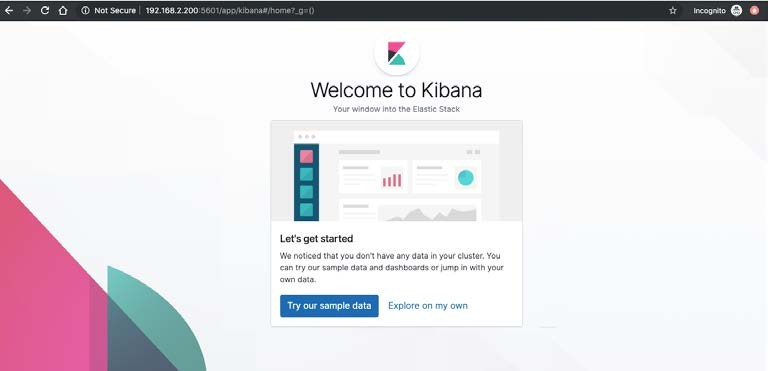 Not Secure | 192.168.2.200:5601/app/kibana#/home?_g=()
Incognito
Welcome to Kibana
Your window into the Elastic Stack
Let's get started
We noticed that you don't have any data in your cluster. You
can try our sample data and dashboards or jump in with your
own data.
Try our sample data
Explore on my own